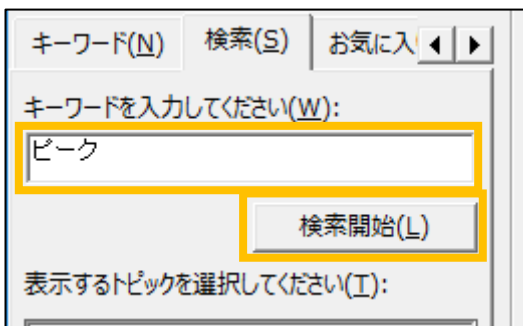 キーワード(N) 検索(S) お気に入
キーワードを入力してください(W):
ピーク
検索開始(L)
表示するトピックを選択してください(T):